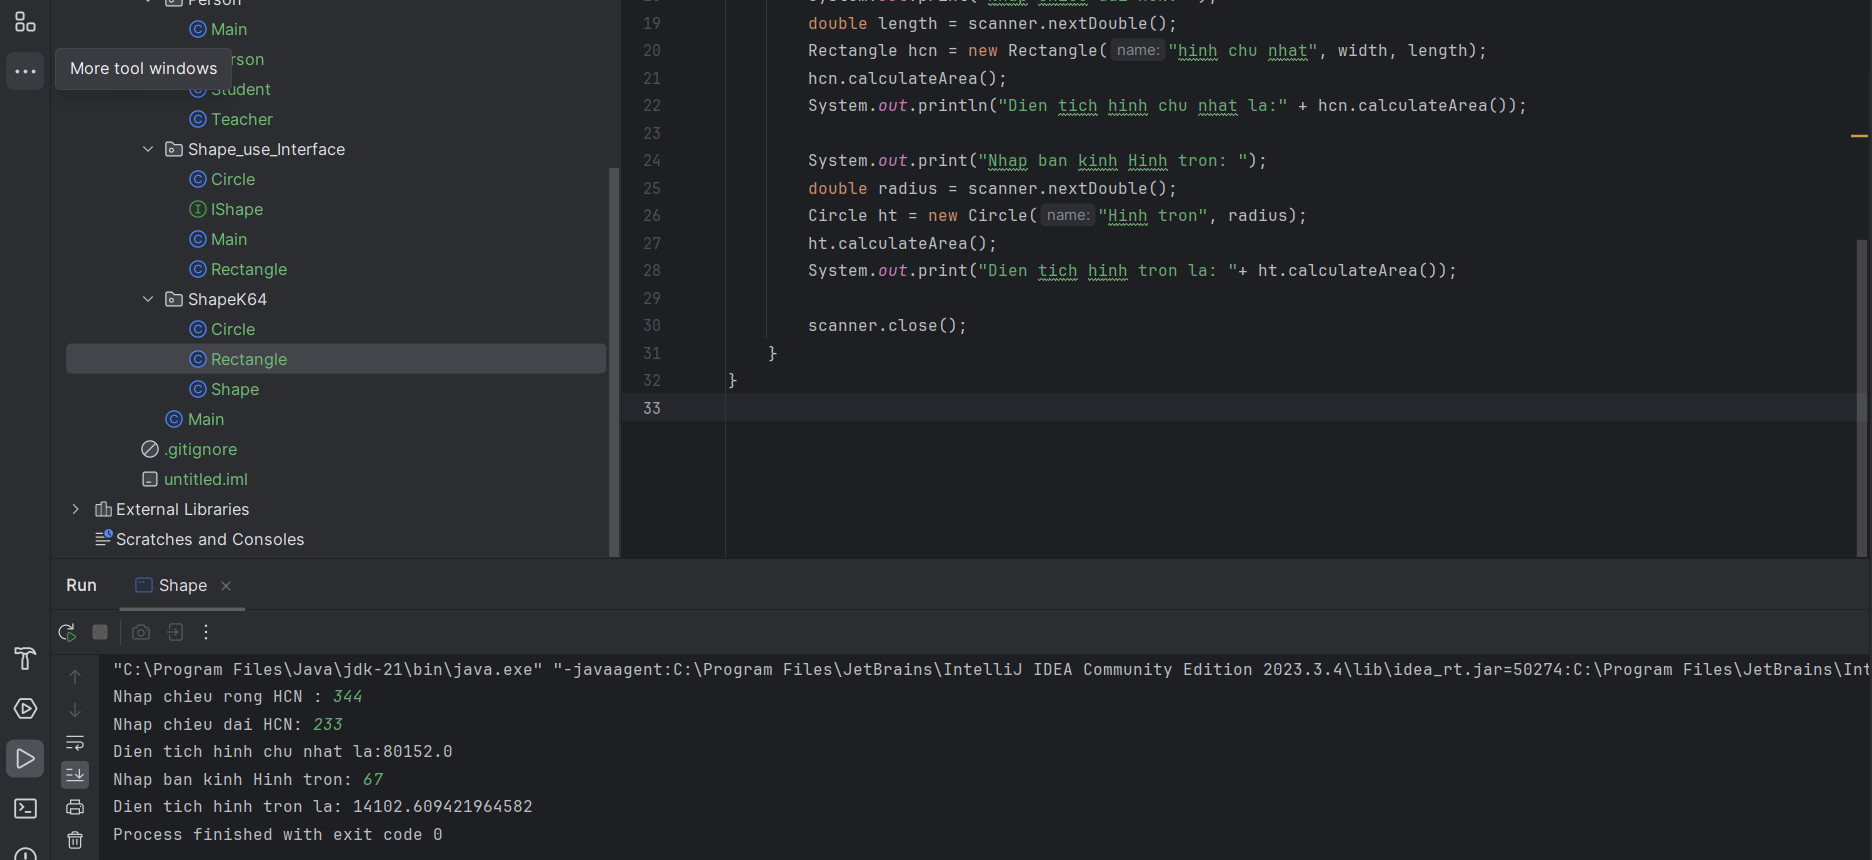 Person
Main
More tool windows
rson
Student
Teacher
Shape_use_Interface
Circle
IShape
Main
Rectangle
ShapeK64
Circle
Rectangle
Shape
Main
.gitignore
untitled.iml
External Libraries
Scratches and Consoles
19 double length = scanner.nextDouble();
20 Rectangle hcn = new Rectangle( name: "hinh chu nhat", width, length);
21 hcn.calculateArea();
22 System.out.println("Dien tich hinh chu nhat la:" + hcn.calculateArea());
23
24 System.out.print("Nhap ban kinh Hinh tron: ");
25 double radius = scanner.nextDouble();
26 Circle ht = new Circle( name: "Hinh tron", radius);
27 ht.calculateArea();
28 System.out.print("Dien tich hinh tron la: "+ ht.calculateArea());
29
30 scanner.close();
31 }
32 }
33
Run Shape
"C:\Program Files\Java\jdk-21\bin\java.exe" "-javaagent:C:\Program Files\JetBrains\IntelliJ IDEA Community Edition 2023.3.4\lib\idea_rt.jar=50274:C:\Program Files\JetBrains\Int
Nhap chieu rong HCN : 344
Nhap chieu dai HCN: 233
Dien tich hinh chu nhat la:80152.0
Nhap ban kinh Hinh tron: 67
Dien tich hinh tron la: 14102.609421964582
Process finished with exit code 0